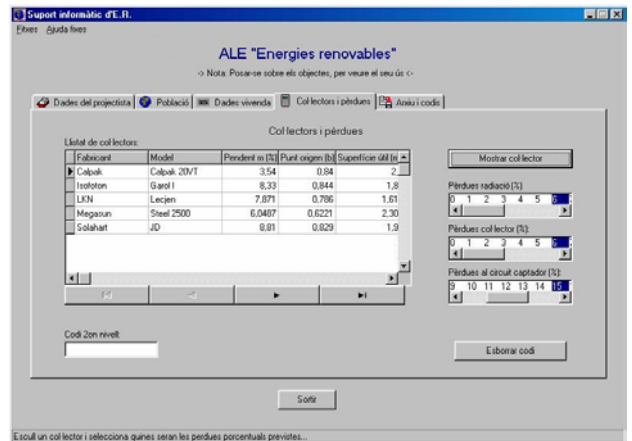 Suport informàtic d'E.R.
Fitxes Ajuda fixes
ALE "Energies renovables"
-> Nota: Posar-se sobre els objectes, per veure el seu ús <-
Dades del projectista Població Dades vivenda Col·lectors i pèrdues Arxiu i codis
Col·lectors i pèrdues
Llistat de col·lectors:
Fabricant Model Pendent m (%) Punt origen (b) Superfície útil (m
Calpak Calpak 20VT 3,54 0,84 2,
Isofoton Garol I 8,33 0,844 1,8
LKN Lecjen 7,871 0,786 1,61
Megasun Steel 2500 6,0487 0,6221 2,30
Solahart JD 8,81 0,829 1,9
Mostrar col·lector
Pèrdues radiació (%)
0 1 2 3 4 5 6
Pèrdues col·lector (%):
0 1 2 3 4 5 6
Pèrdues al circuit captador (%):
9 10 11 12 13 14 15
Codi 2on nivell:
Esborrar codi
Sortir
Escull un col·lector i selecciona quines seran les perdues porcentuals previstes...